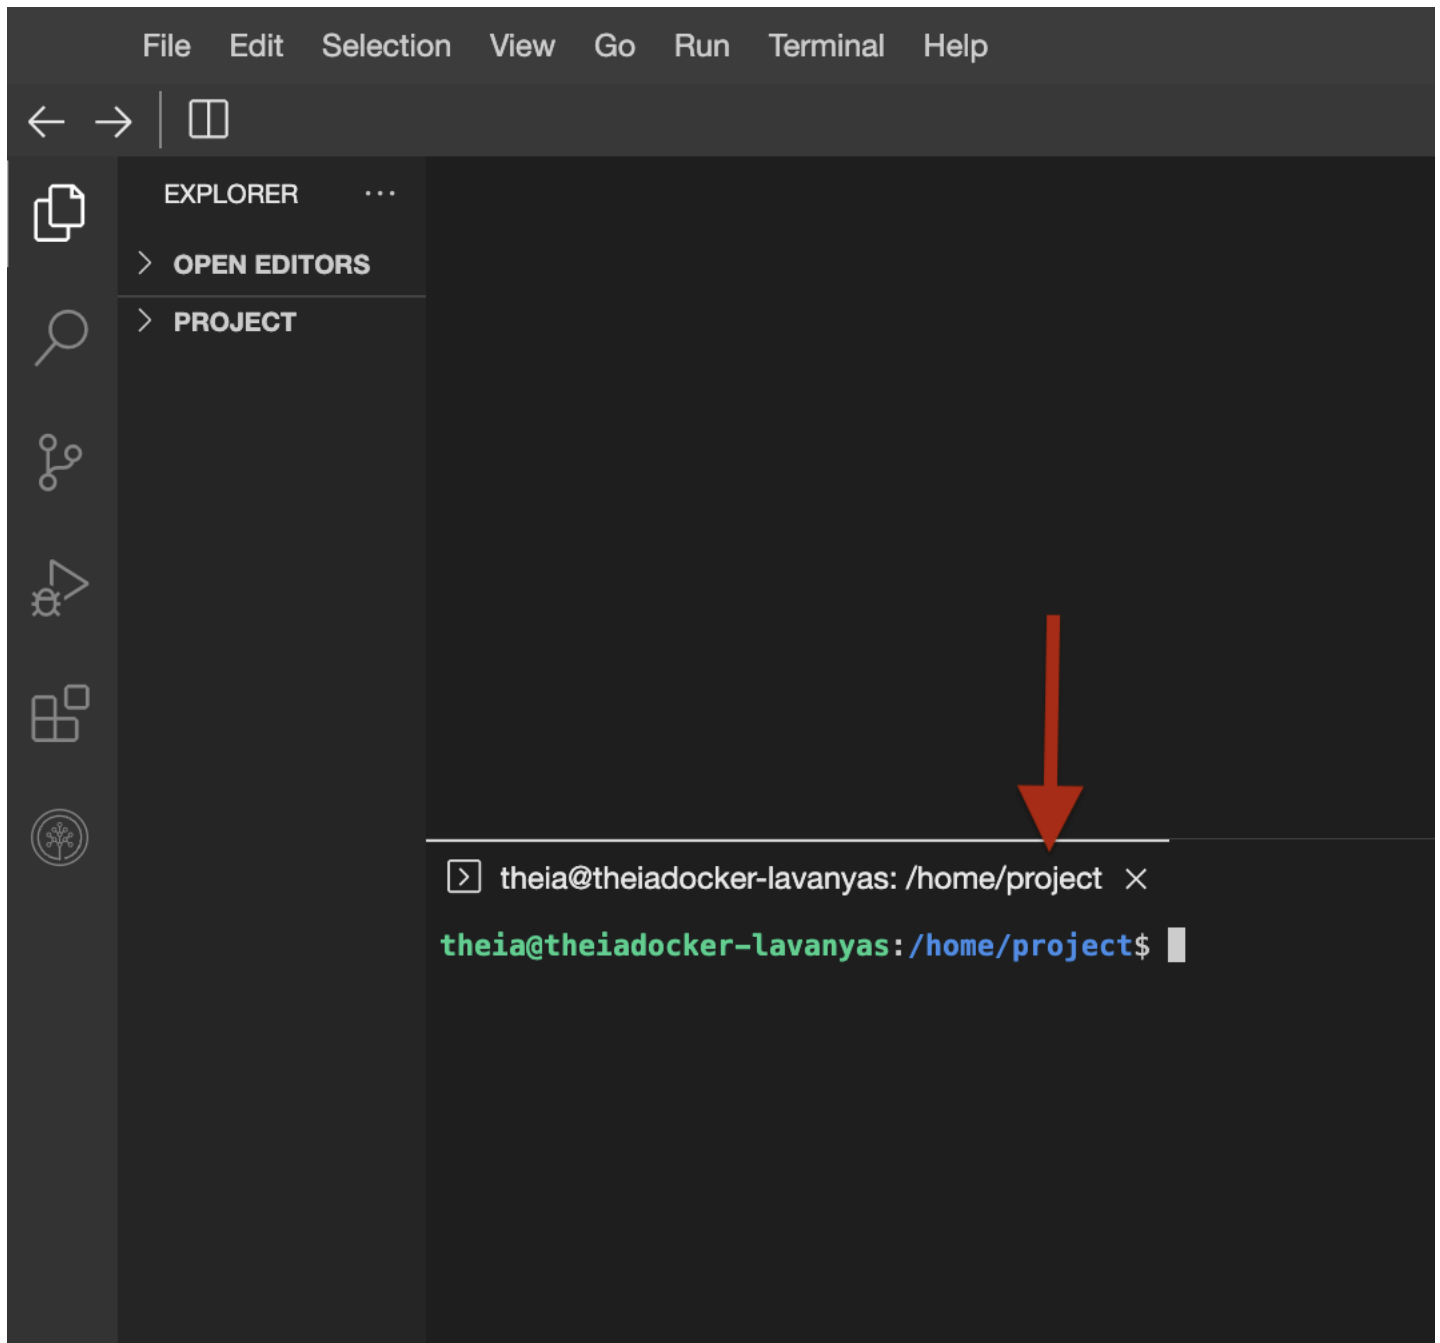 File Edit Selection View Go Run Terminal Help
EXPLORER ...
OPEN EDITORS
PROJECT
theia@theiadocker-lavanyas: /home/project
theia@theiadocker-lavanyas:/home/project$